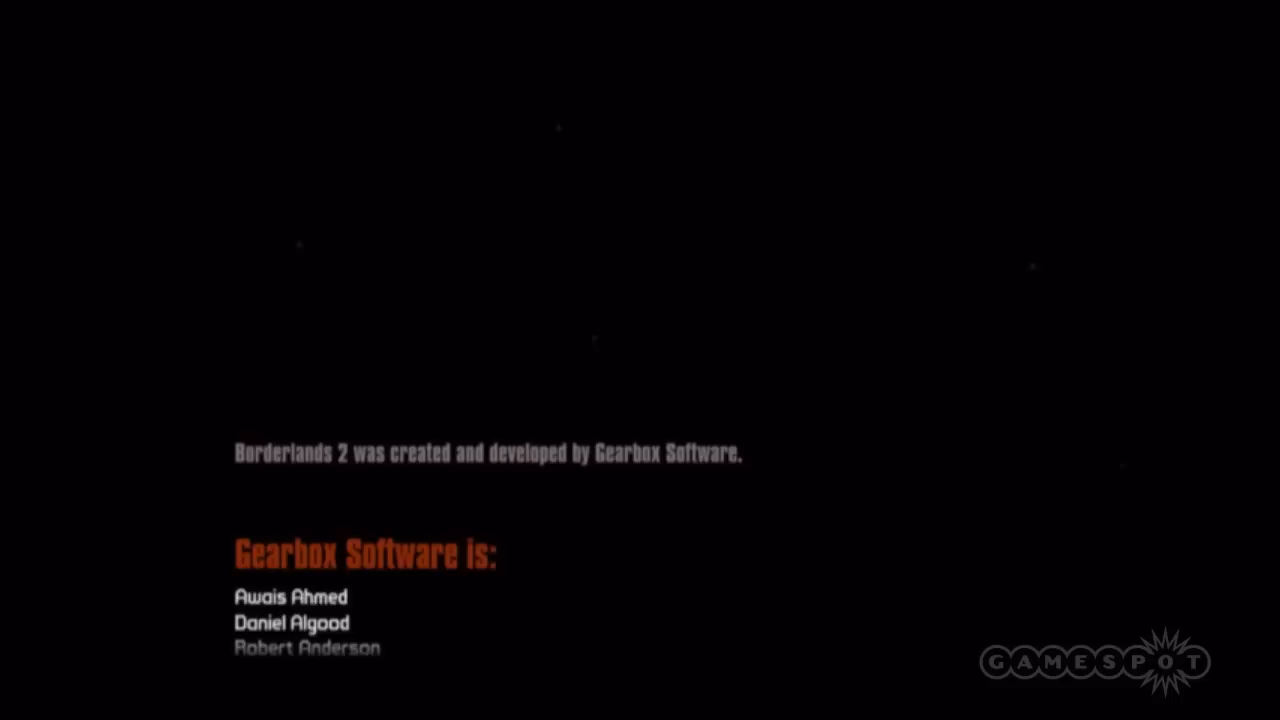 Borderlands 2 was created and developed by Gearbox Software.
Gearbox Software is:
Awais Ahmed
Daniel Algood
Robert Anderson
GAMESPOT